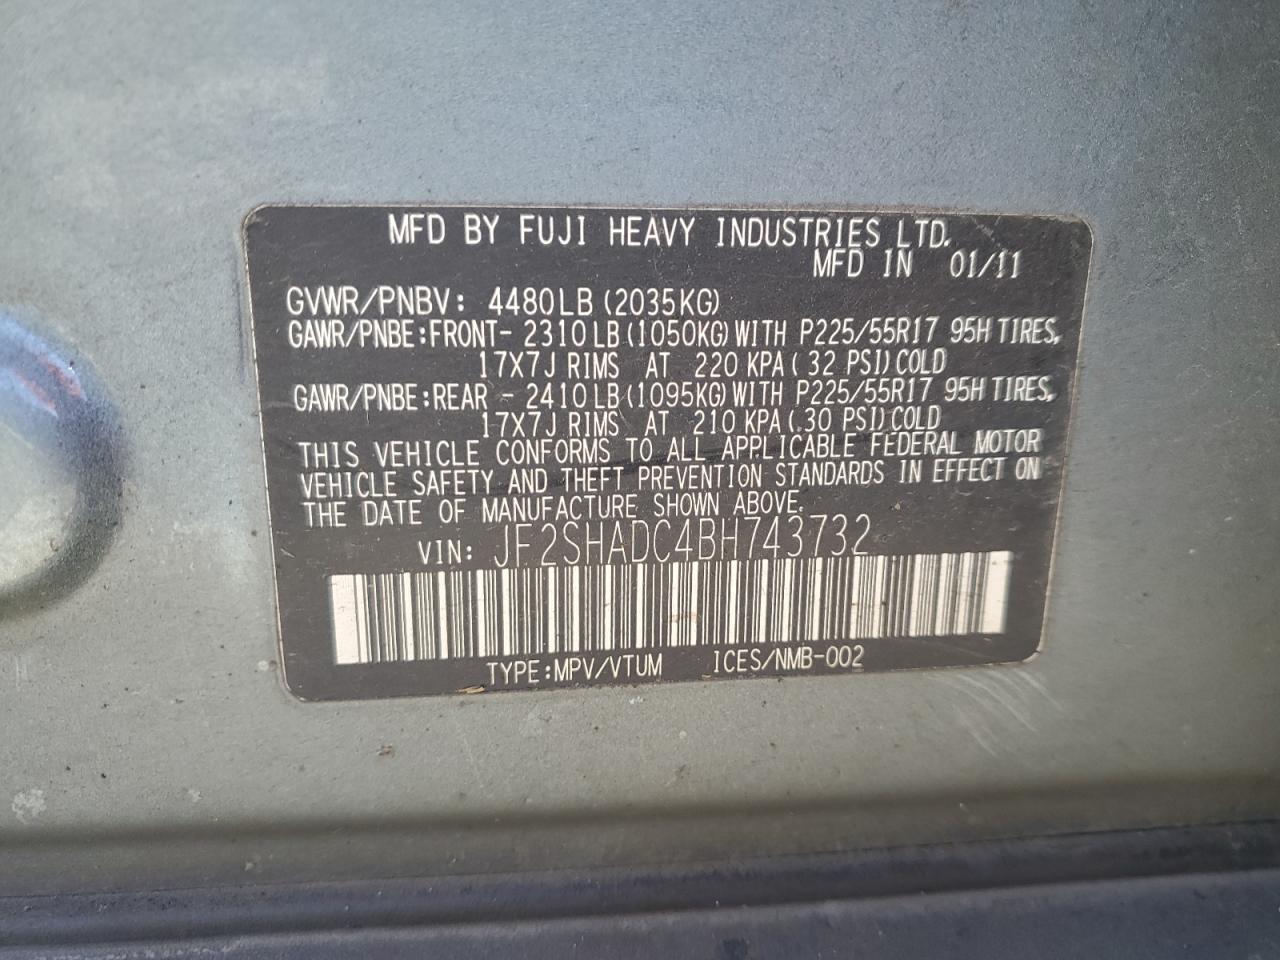 MFD BY FUJI HEAVY INDUSTRIES LTD.
MFD IN 01/11
GVWR/PNBV: 4480LB (2035KG)
GAWR/PNBE:FRONT- 2310LB (1050KG) WITH P225/55R17 95H TIRES,
17X7J RIMS AT 220 KPA ( 32 PSI) COLD
GAWR/PNBE:REAR - 2410LB (1095KG) WITH P225/55R17 95H TIRES,
17X7J RIMS AT 210 KPA ( 30 PSI) COLD
THIS VEHICLE CONFORMS TO ALL APPLICABLE FEDERAL MOTOR
VEHICLE SAFETY AND THEFT PREVENTION STANDARDS IN EFFECT ON
THE DATE OF MANUFACTURE SHOWN ABOVE.
VIN: JF2SHADC4BH743732
TYPE:MPV/VTUM ICES/NMB-002